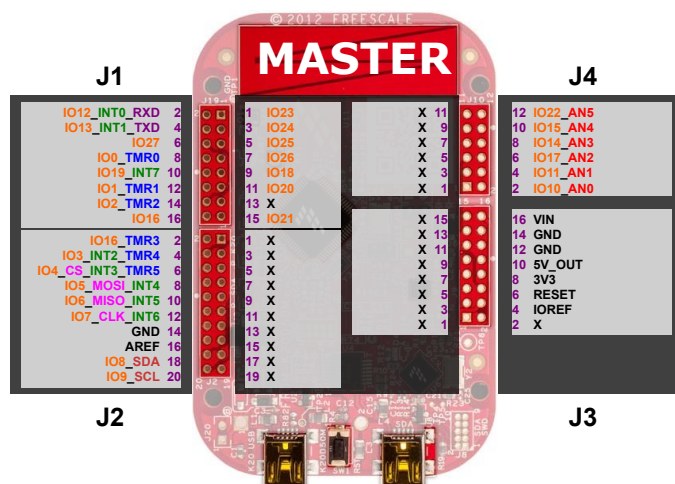 © 2012 FREESCALE
MASTER
J1
J4
IO12_INT0_RXD 2
IO13_INT1_TXD 4
IO27 6
IO0_TMR0 8
IO19_INT7 10
IO1_TMR1 12
IO2_TMR2 14
IO16 16
1 IO23
3 IO24
5 IO25
7 IO26
9 IO18
11 IO20
13 X
15 IO21
X 11
X 9
X 7
X 5
X 3
X 1
12 IO22_AN5
10 IO15_AN4
8 IO14_AN3
6 IO17_AN2
4 IO11_AN1
2 IO10_AN0
IO16_TMR3 2
IO3_INT2_TMR4 4
IO4_CS_INT3_TMR5 6
IO5_MOSI_INT4 8
IO6_MISO_INT5 10
IO7_CLK_INT6 12
GND 14
AREF 16
IO8_SDA 18
IO9_SCL 20
1 X
3 X
5 X
7 X
9 X
11 X
13 X
15 X
17 X
19 X
X 15
X 13
X 11
X 9
X 7
X 5
X 3
X 1
16 VIN
14 GND
12 GND
10 5V_OUT
8 3V3
6 RESET
4 IOREF
2 X
J2
J3
K20 USB
SW1
SDA
J8